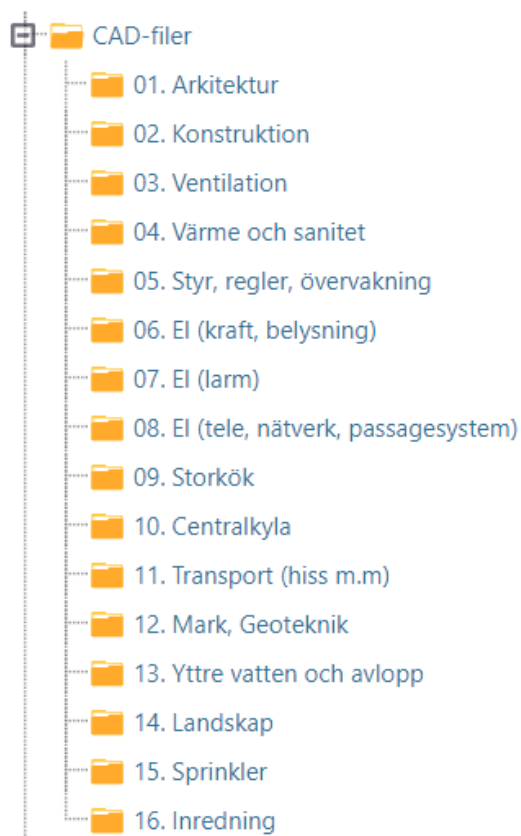 CAD-filer
01. Arkitektur
02. Konstruktion
03. Ventilation
04. Värme och sanitet
05. Styr, regler, övervakning
06. El (kraft, belysning)
07. El (larm)
08. El (tele, nätverk, passagesystem)
09. Storkök
10. Centralkyla
11. Transport (hiss m.m)
12. Mark, Geoteknik
13. Yttre vatten och avlopp
14. Landskap
15. Sprinkler
16. Inredning